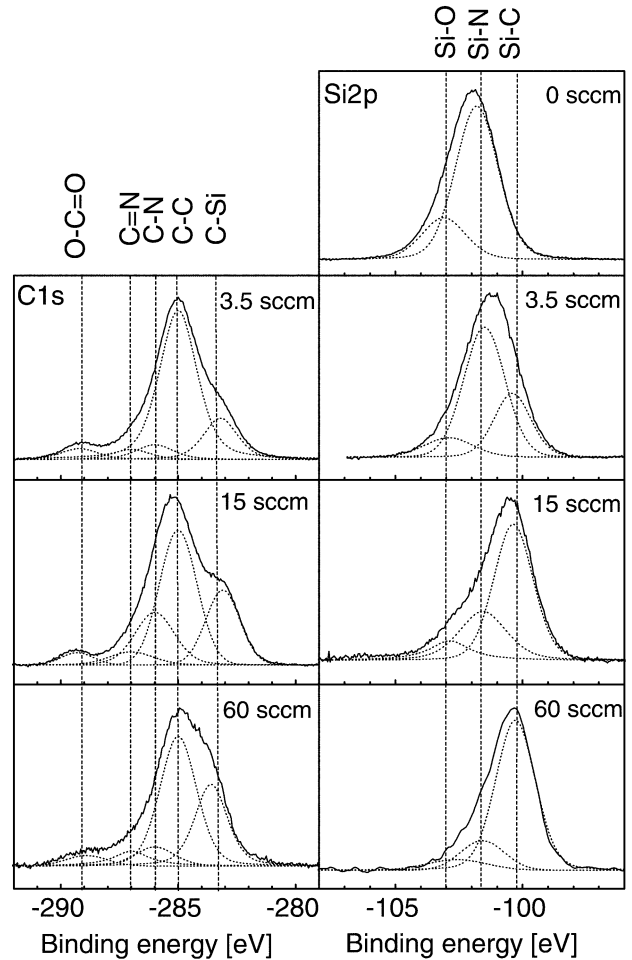 Si-O
Si-N
Si-C
Si2p
0 sccm
O-C=O
C=N
C-N
C-C
C-Si
C1s
3.5 sccm
3.5 sccm
15 sccm
15 sccm
60 sccm
60 sccm
-290
-285
-280
-105
-100
Binding energy [eV]
Binding energy [eV]